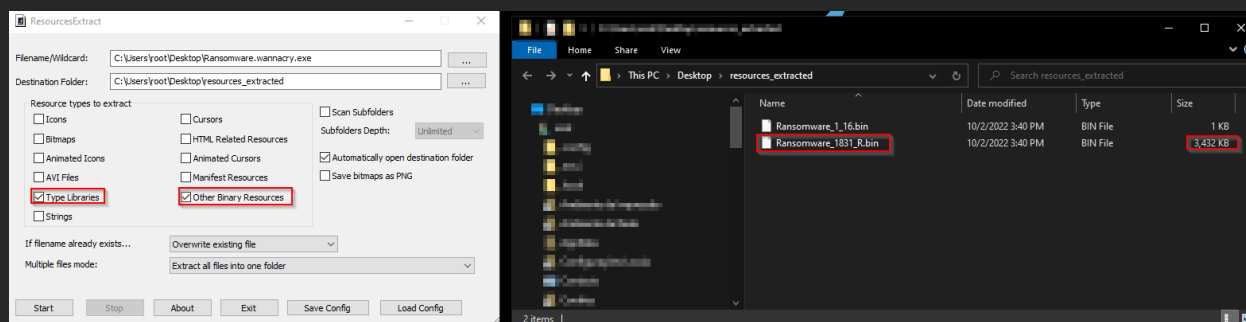 ResourcesExtract
Filename/Wildcard: C:\Users\root\Desktop\Ransomware.wannacry.exe ...
Destination Folder: C:\Users\root\Desktop\resources_extracted ...
Resource types to extract
Icons
Bitmaps
Animated Icons
AVI Files
Type Libraries
Strings
Cursors
HTML Related Resources
Animated Cursors
Manifest Resources
Other Binary Resources
Scan Subfolders
Subfolders Depth: Unlimited
Automatically open destination folder
Save bitmaps as PNG
If filename already exists... Overwrite existing file
Multiple files mode: Extract all files into one folder
Start Stop About Exit Save Config Load Config
File Home Share View
This PC > Desktop > resources_extracted
Search resources_extracted
Name Date modified Type Size
Ransomware_1_16.bin 10/2/2022 3:40 PM BIN File 1 KB
Ransomware_1831_R.bin 10/2/2022 3:40 PM BIN File 3,432 KB
2 items